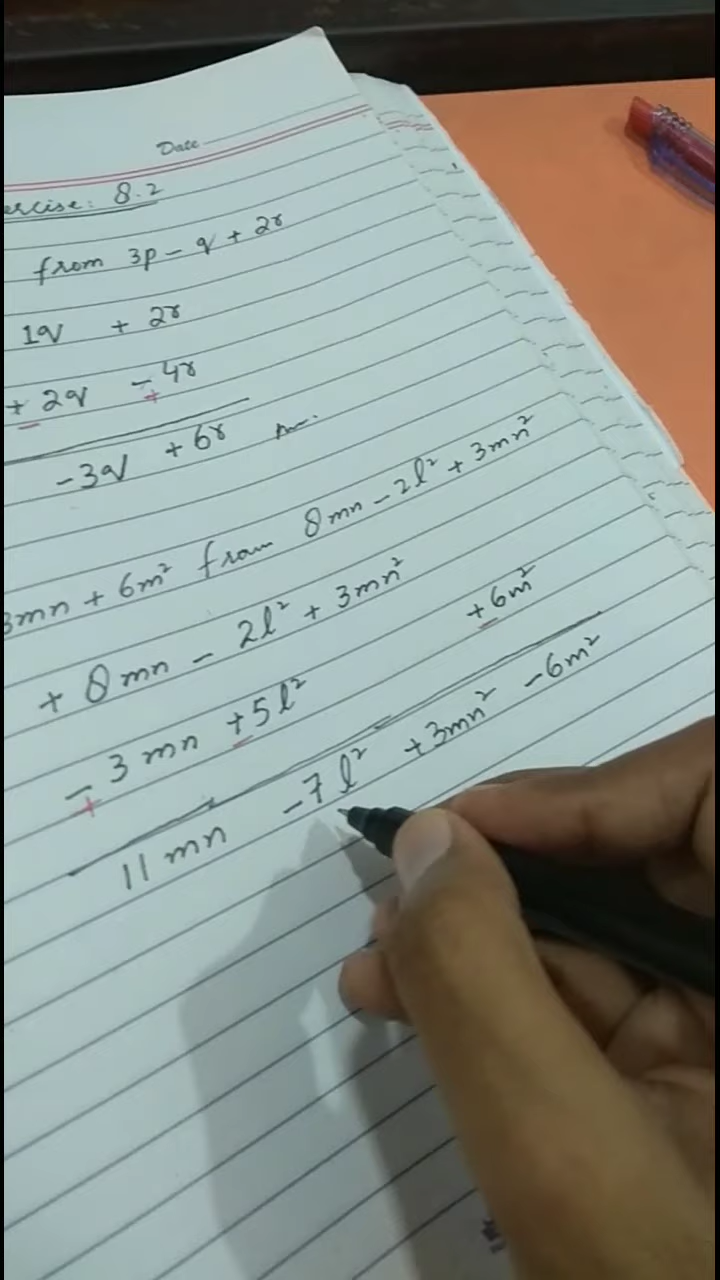 Date
ercise: 8.2
from 3p - q + 2r
1q + 2r
+ 2q - 4r
- +
-3q + 6r Ans.
3mn + 6m² from 8mn - 2l² + 3mn²
+ 8mn - 2l² + 3mn²
- 3mn + 5l² + 6m²
+ - -
11mn - 7l² + 3mn² - 6m²